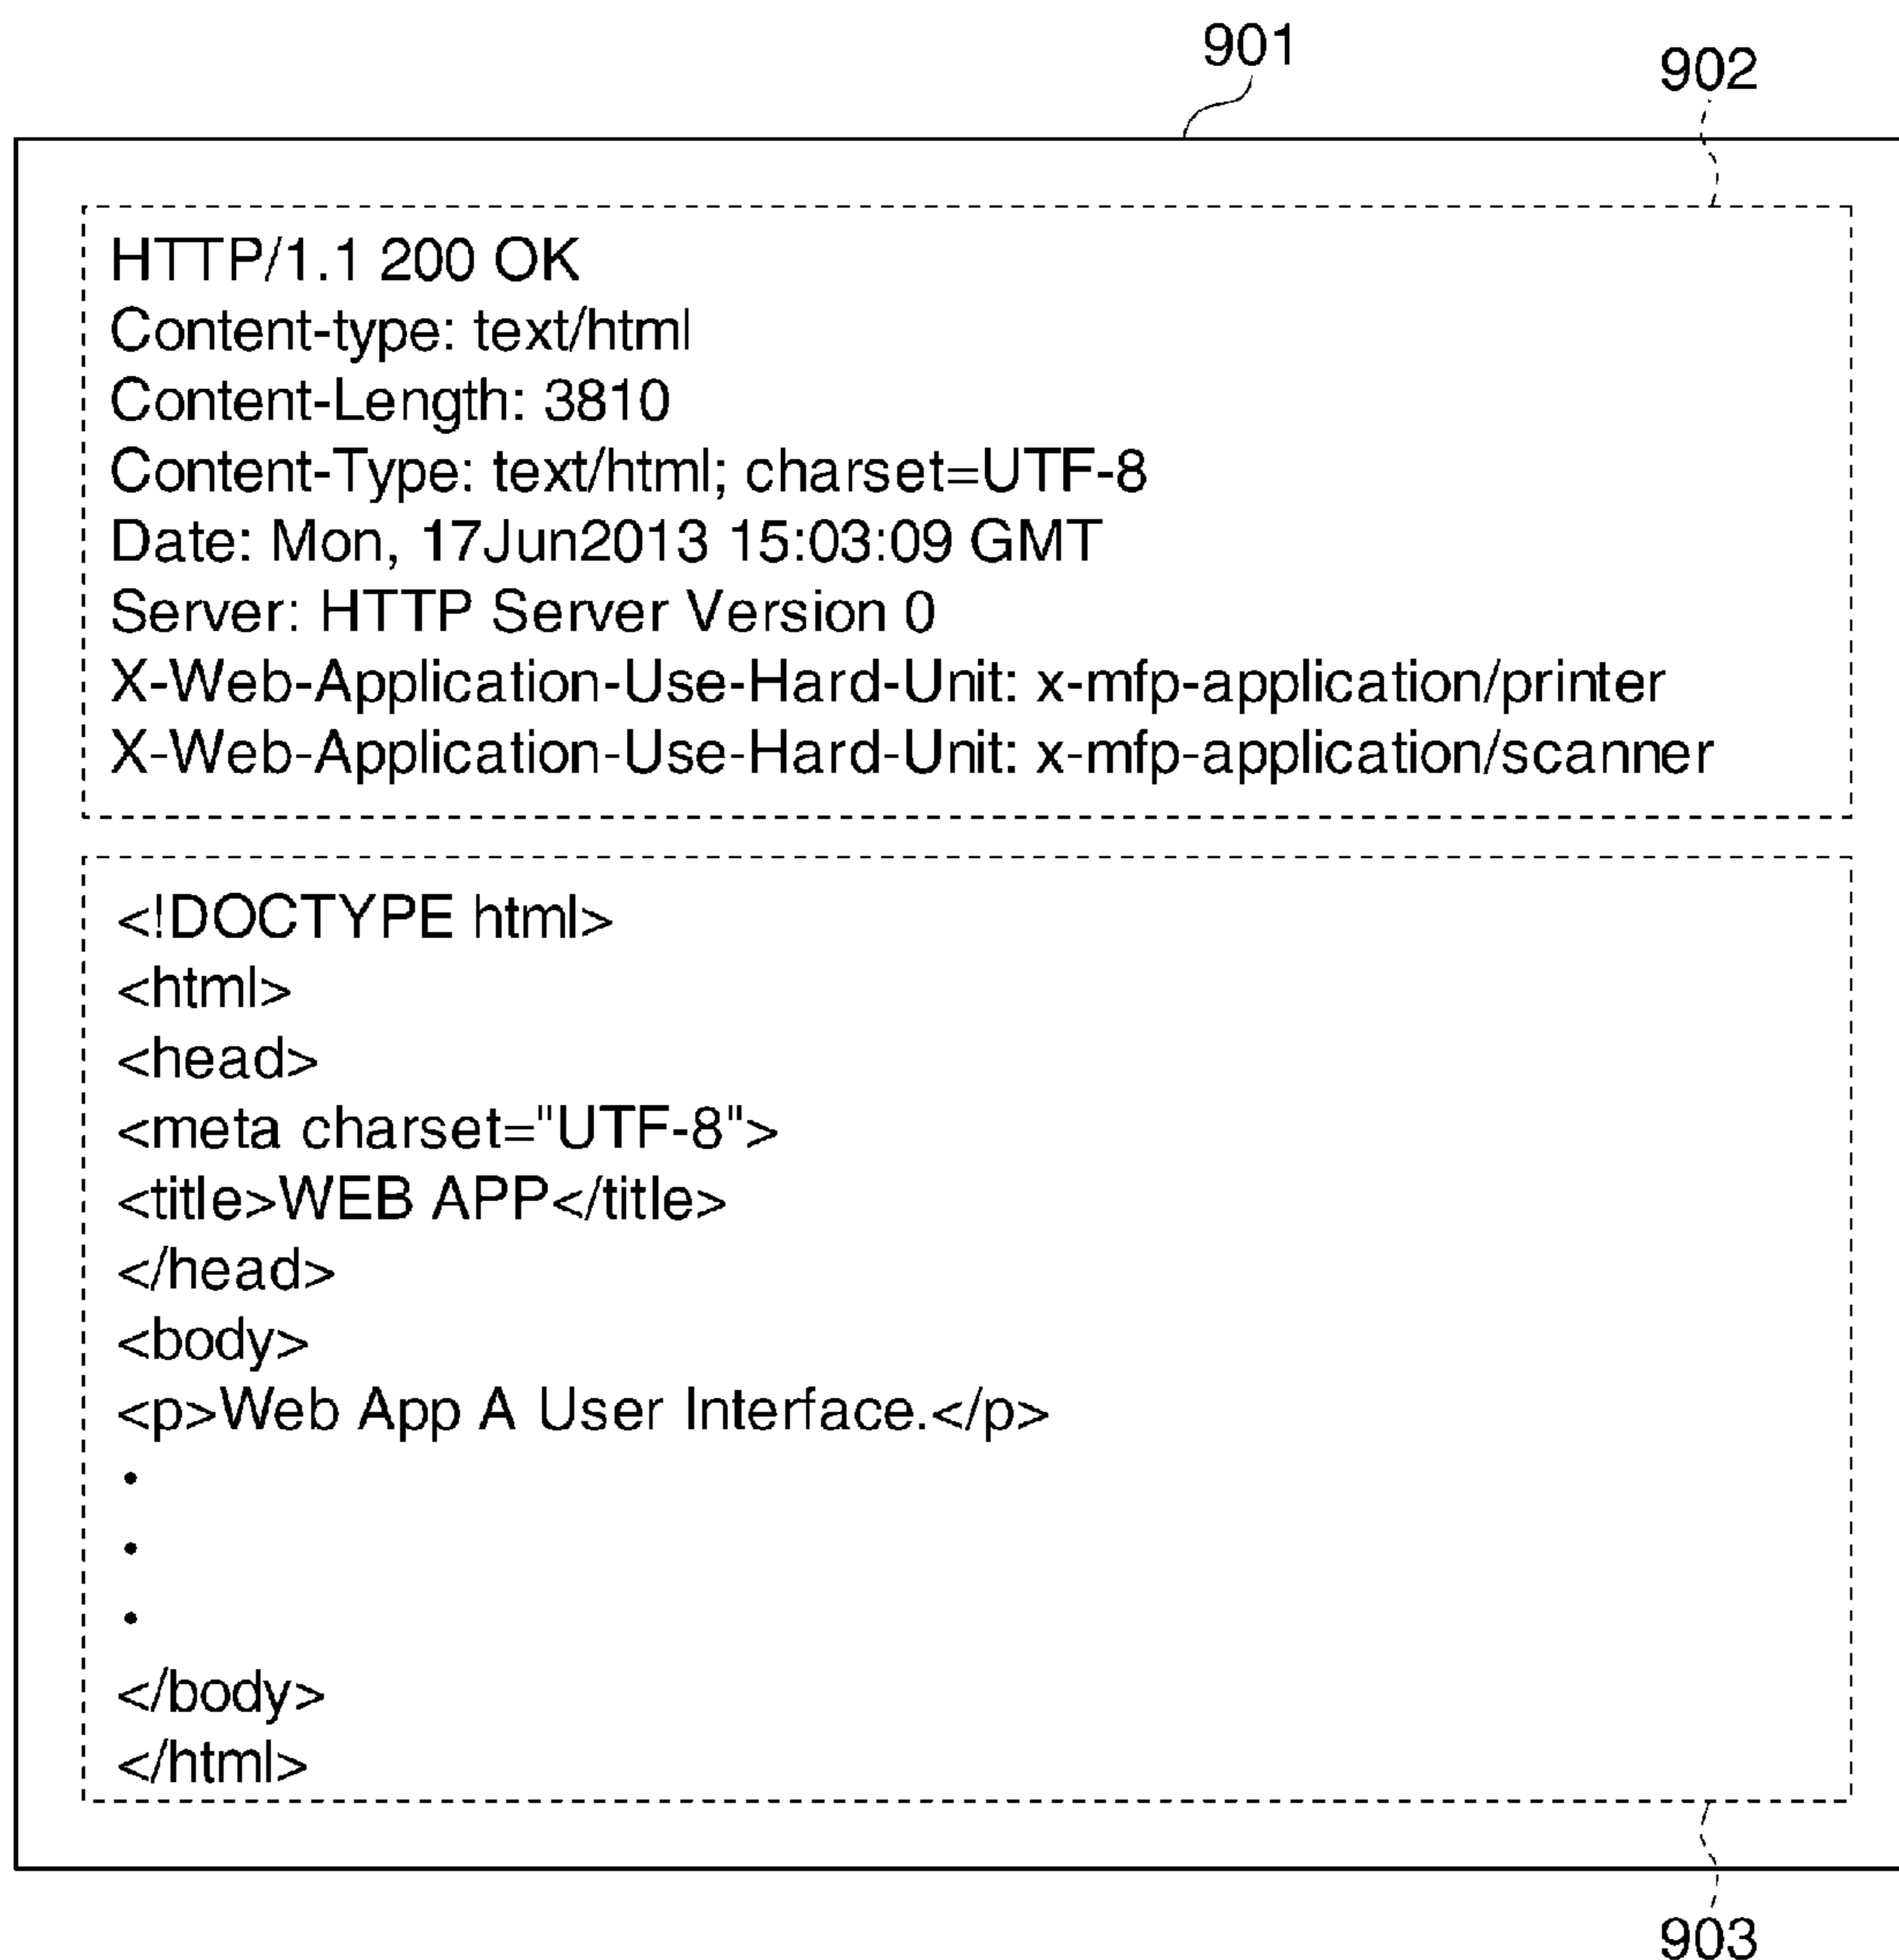 901
902
HTTP/1.1 200 OK
Content-type: text/html
Content-Length: 3810
Content-Type: text/html; charset=UTF-8
Date: Mon, 17Jun2013 15:03:09 GMT
Server: HTTP Server Version 0
X-Web-Application-Use-Hard-Unit: x-mfp-application/printer
X-Web-Application-Use-Hard-Unit: x-mfp-application/scanner
<!DOCTYPE html>
<html>
<head>
<meta charset="UTF-8">
<title>WEB APP</title>
</head>
<body>
<p>Web App A User Interface.</p>
•
•
•
</body>
</html>
903